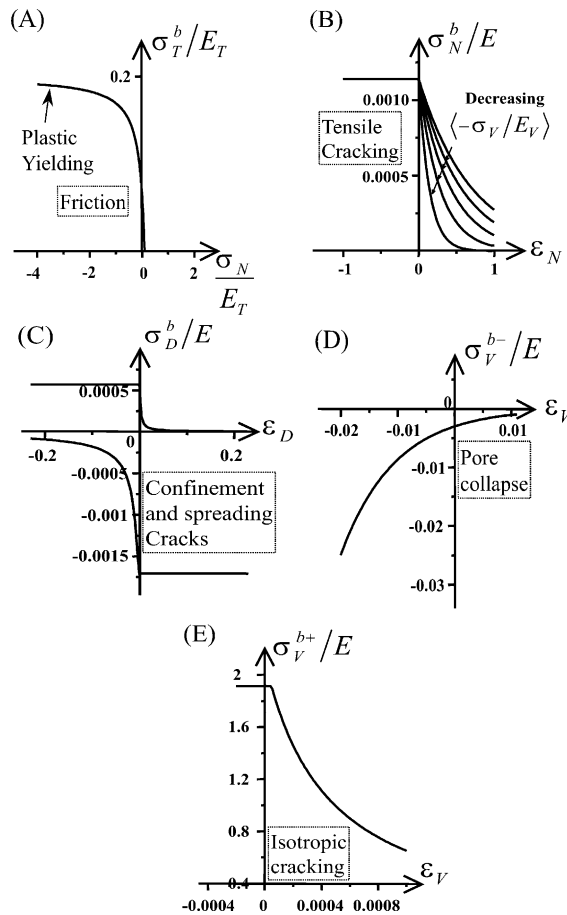 (A)
σ_T^b/E_T
0.2
Plastic
Yielding
Friction
-4 -2 0 2
σ_N
E_T
(B)
σ_N^b/E
0.0010
0.0005
Decreasing
⟨-σ_V/E_V⟩
Tensile
Cracking
-1 0 1
ε_N
(C)
σ_D^b/E
0.0005
-0.2 0 0.2
ε_D
-0.0005
-0.001
-0.0015
Confinement
and spreading
Cracks
(D)
σ_V^b-/E
0
-0.02 -0.01 0.01
ε_V
Pore
collapse
-0.01
-0.02
-0.03
(E)
σ_V^b+/E
2
1.6
1.2
0.8
0.4
Isotropic
cracking
ε_V
-0.0004 0 0.0004 0.0008